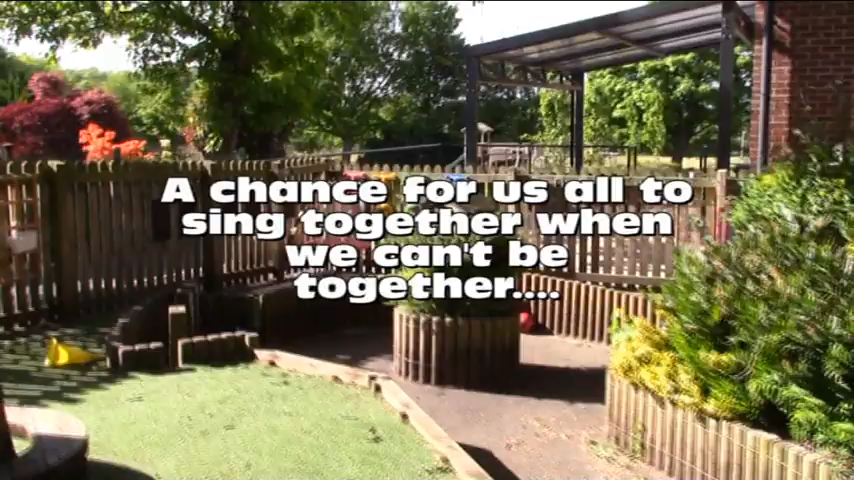 A chance for us all to
sing together when
we can't be
together....